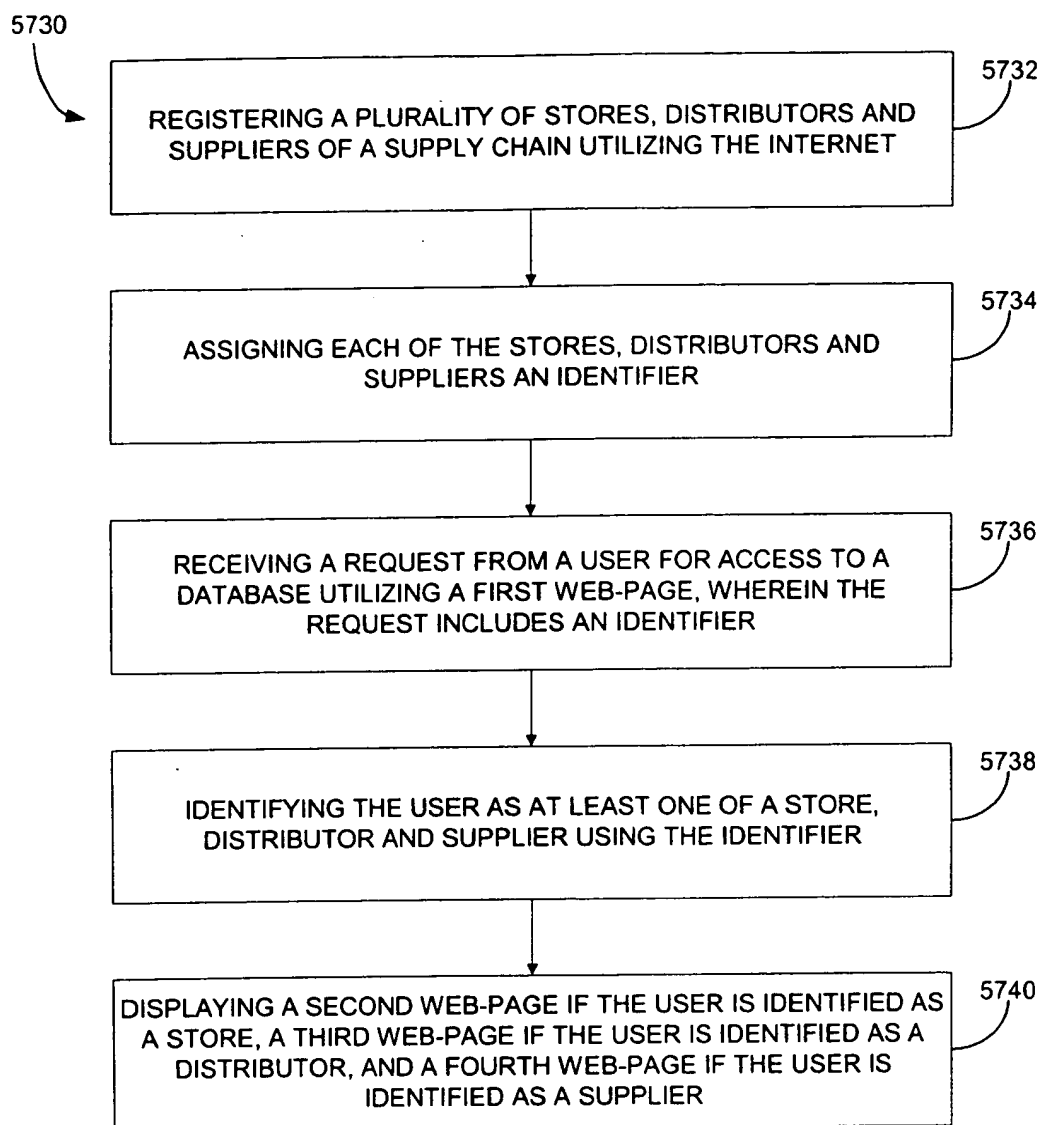 5730
5732
REGISTERING A PLURALITY OF STORES, DISTRIBUTORS AND
SUPPLIERS OF A SUPPLY CHAIN UTILIZING THE INTERNET
5734
ASSIGNING EACH OF THE STORES, DISTRIBUTORS AND
SUPPLIERS AN IDENTIFIER
5736
RECEIVING A REQUEST FROM A USER FOR ACCESS TO A
DATABASE UTILIZING A FIRST WEB-PAGE, WHEREIN THE
REQUEST INCLUDES AN IDENTIFIER
5738
IDENTIFYING THE USER AS AT LEAST ONE OF A STORE,
DISTRIBUTOR AND SUPPLIER USING THE IDENTIFIER
5740
DISPLAYING A SECOND WEB-PAGE IF THE USER IS IDENTIFIED AS
A STORE, A THIRD WEB-PAGE IF THE USER IS IDENTIFIED AS A
DISTRIBUTOR, AND A FOURTH WEB-PAGE IF THE USER IS
IDENTIFIED AS A SUPPLIER